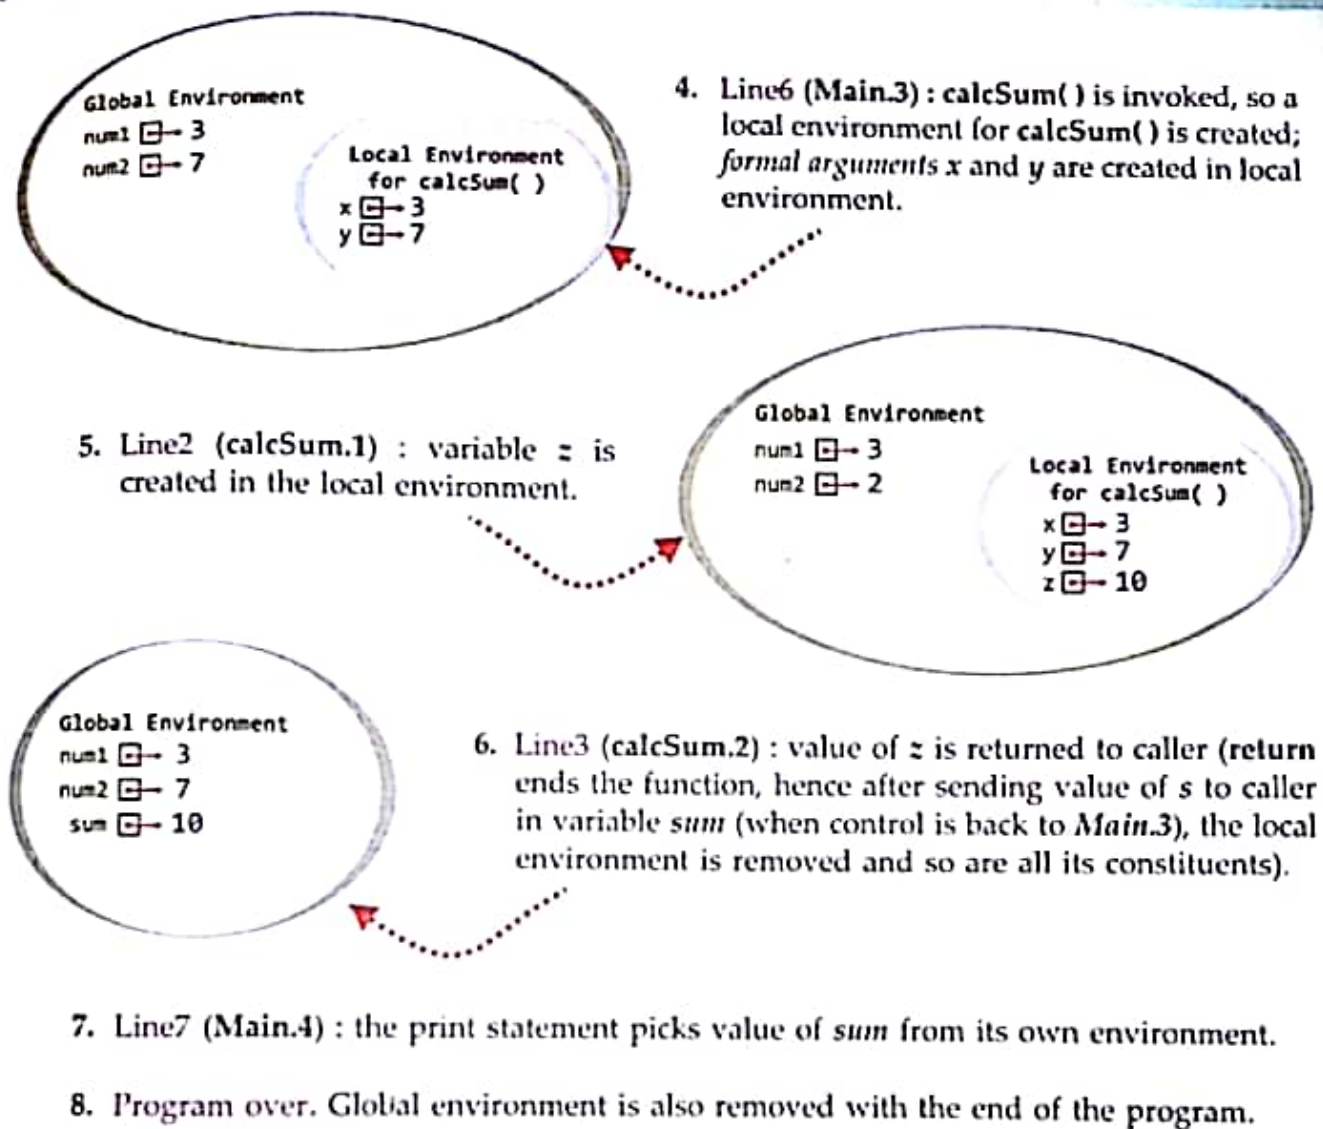 Global Environment
num1 3
num2 7
Local Environment
for calcSum( )
x 3
y 7
4. Line6 (Main.3) : calcSum( ) is invoked, so a
local environment for calcSum( ) is created;
formal arguments x and y are created in local
environment.
5. Line2 (calcSum.1) : variable z is
created in the local environment.
Global Environment
num1 3
num2 2
Local Environment
for calcSum( )
x 3
y 7
z 10
Global Environment
num1 3
num2 7
sum 10
6. Line3 (calcSum.2) : value of z is returned to caller (return
ends the function, hence after sending value of s to caller
in variable sum (when control is back to Main.3), the local
environment is removed and so are all its constituents).
7. Line7 (Main.4) : the print statement picks value of sum from its own environment.
8. Program over. Global environment is also removed with the end of the program.